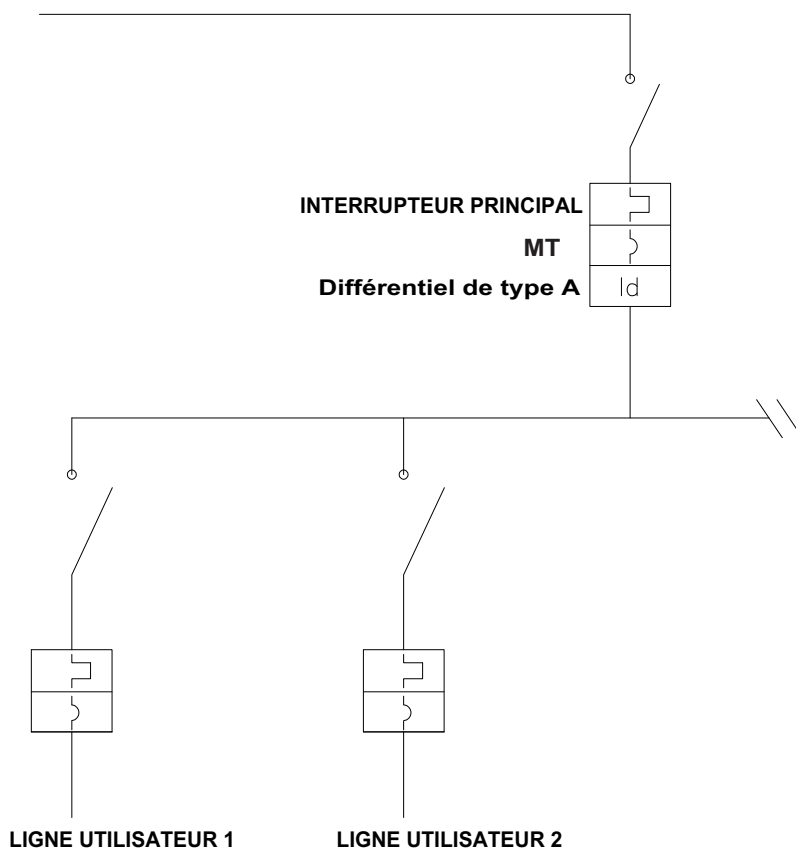 INTERRUPTEUR PRINCIPAL
MT
Différentiel de type A
Id
LIGNE UTILISATEUR 1
LIGNE UTILISATEUR 2